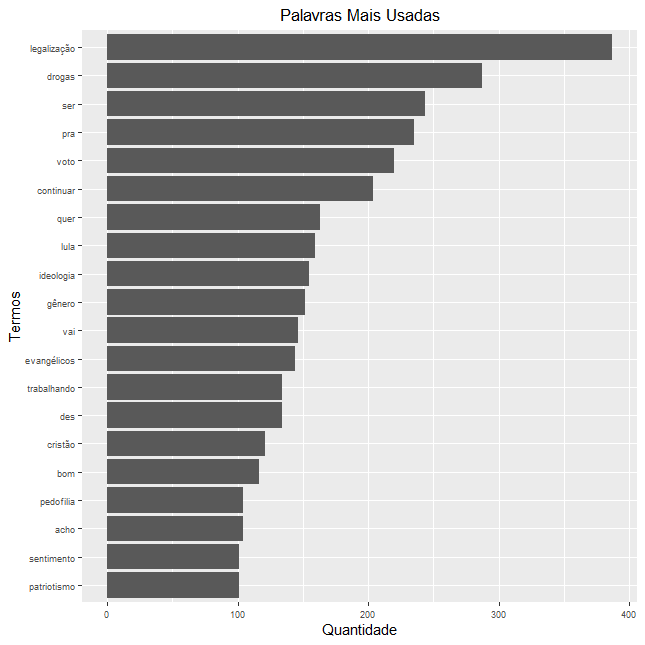 Palavras Mais Usadas
Termos
legalização
drogas
ser
pra
voto
continuar
quer
lula
ideologia
gênero
vai
evangélicos
trabalhando
des
cristão
bom
pedofilia
acho
sentimento
patriotismo
0 100 200 300 400
Quantidade